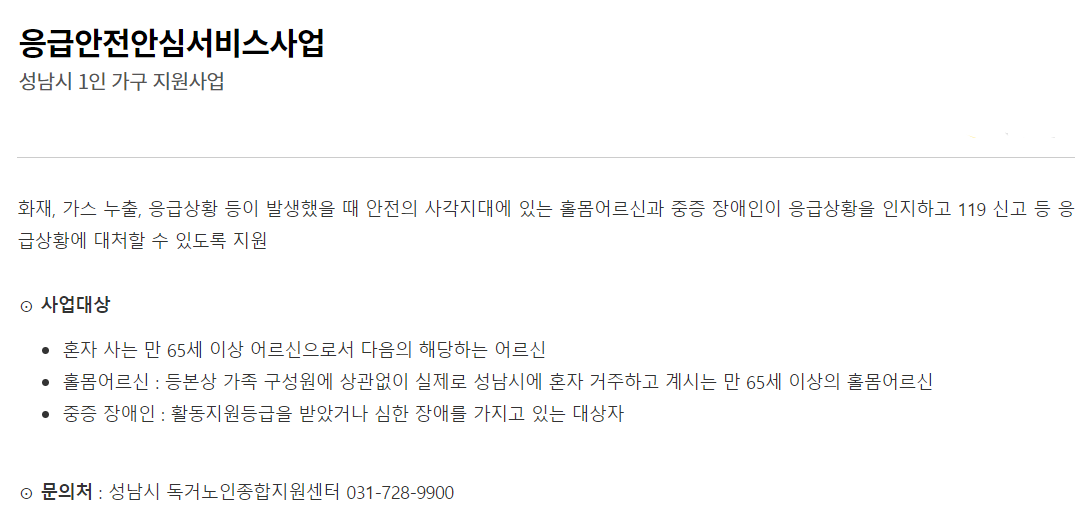 응급안전안심서비스사업
성남시 1인 가구 지원사업
화재, 가스 누출, 응급상황 등이 발생했을 때 안전의 사각지대에 있는 홀몸어르신과 중증 장애인이 응급상황을 인지하고 119 신고 등 응
급상황에 대처할 수 있도록 지원
⊙ 사업대상
• 혼자 사는 만 65세 이상 어르신으로서 다음의 해당하는 어르신
• 홀몸어르신 : 등본상 가족 구성원에 상관없이 실제로 성남시에 혼자 거주하고 계시는 만 65세 이상의 홀몸어르신
• 중증 장애인 : 활동지원등급을 받았거나 심한 장애를 가지고 있는 대상자
⊙ 문의처 : 성남시 독거노인종합지원센터 031-728-9900